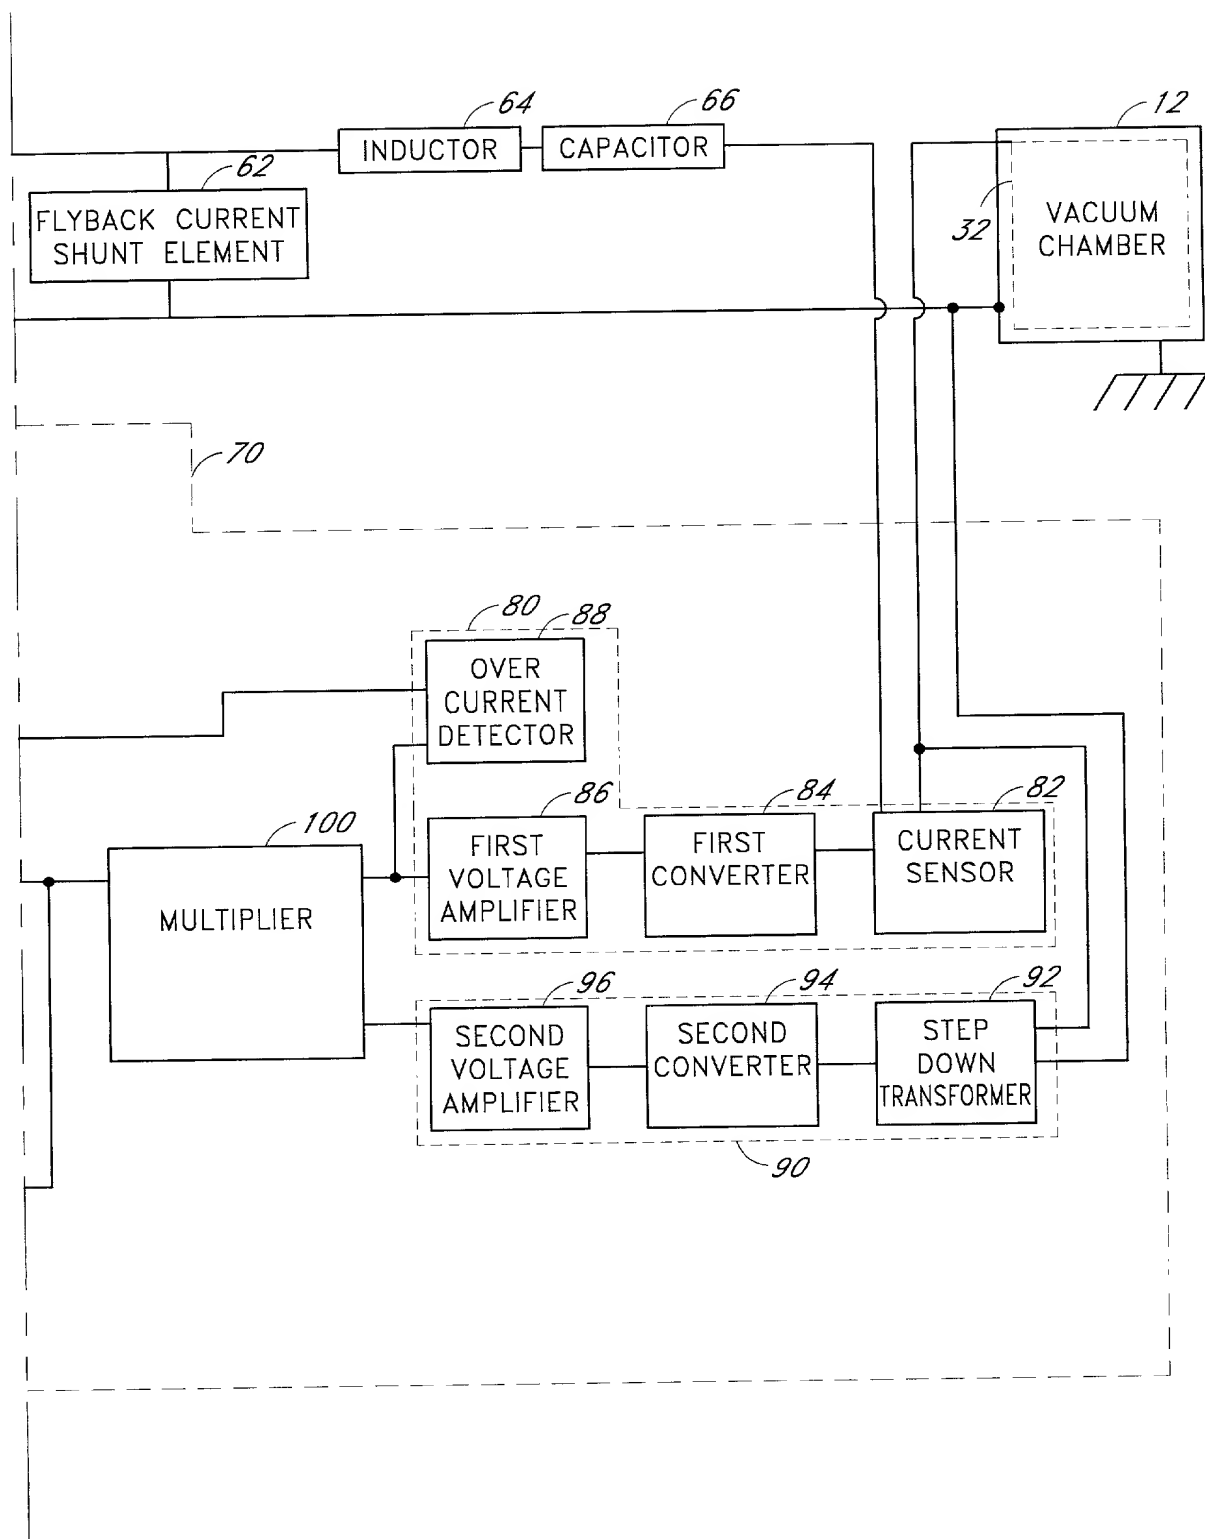 64
66
12
INDUCTOR
CAPACITOR
62
FLYBACK CURRENT
SHUNT ELEMENT
32
VACUUM
CHAMBER
70
80
88
OVER
CURRENT
DETECTOR
86
84
82
100
FIRST
VOLTAGE
AMPLIFIER
FIRST
CONVERTER
CURRENT
SENSOR
MULTIPLIER
96
94
92
SECOND
VOLTAGE
AMPLIFIER
SECOND
CONVERTER
STEP
DOWN
TRANSFORMER
90